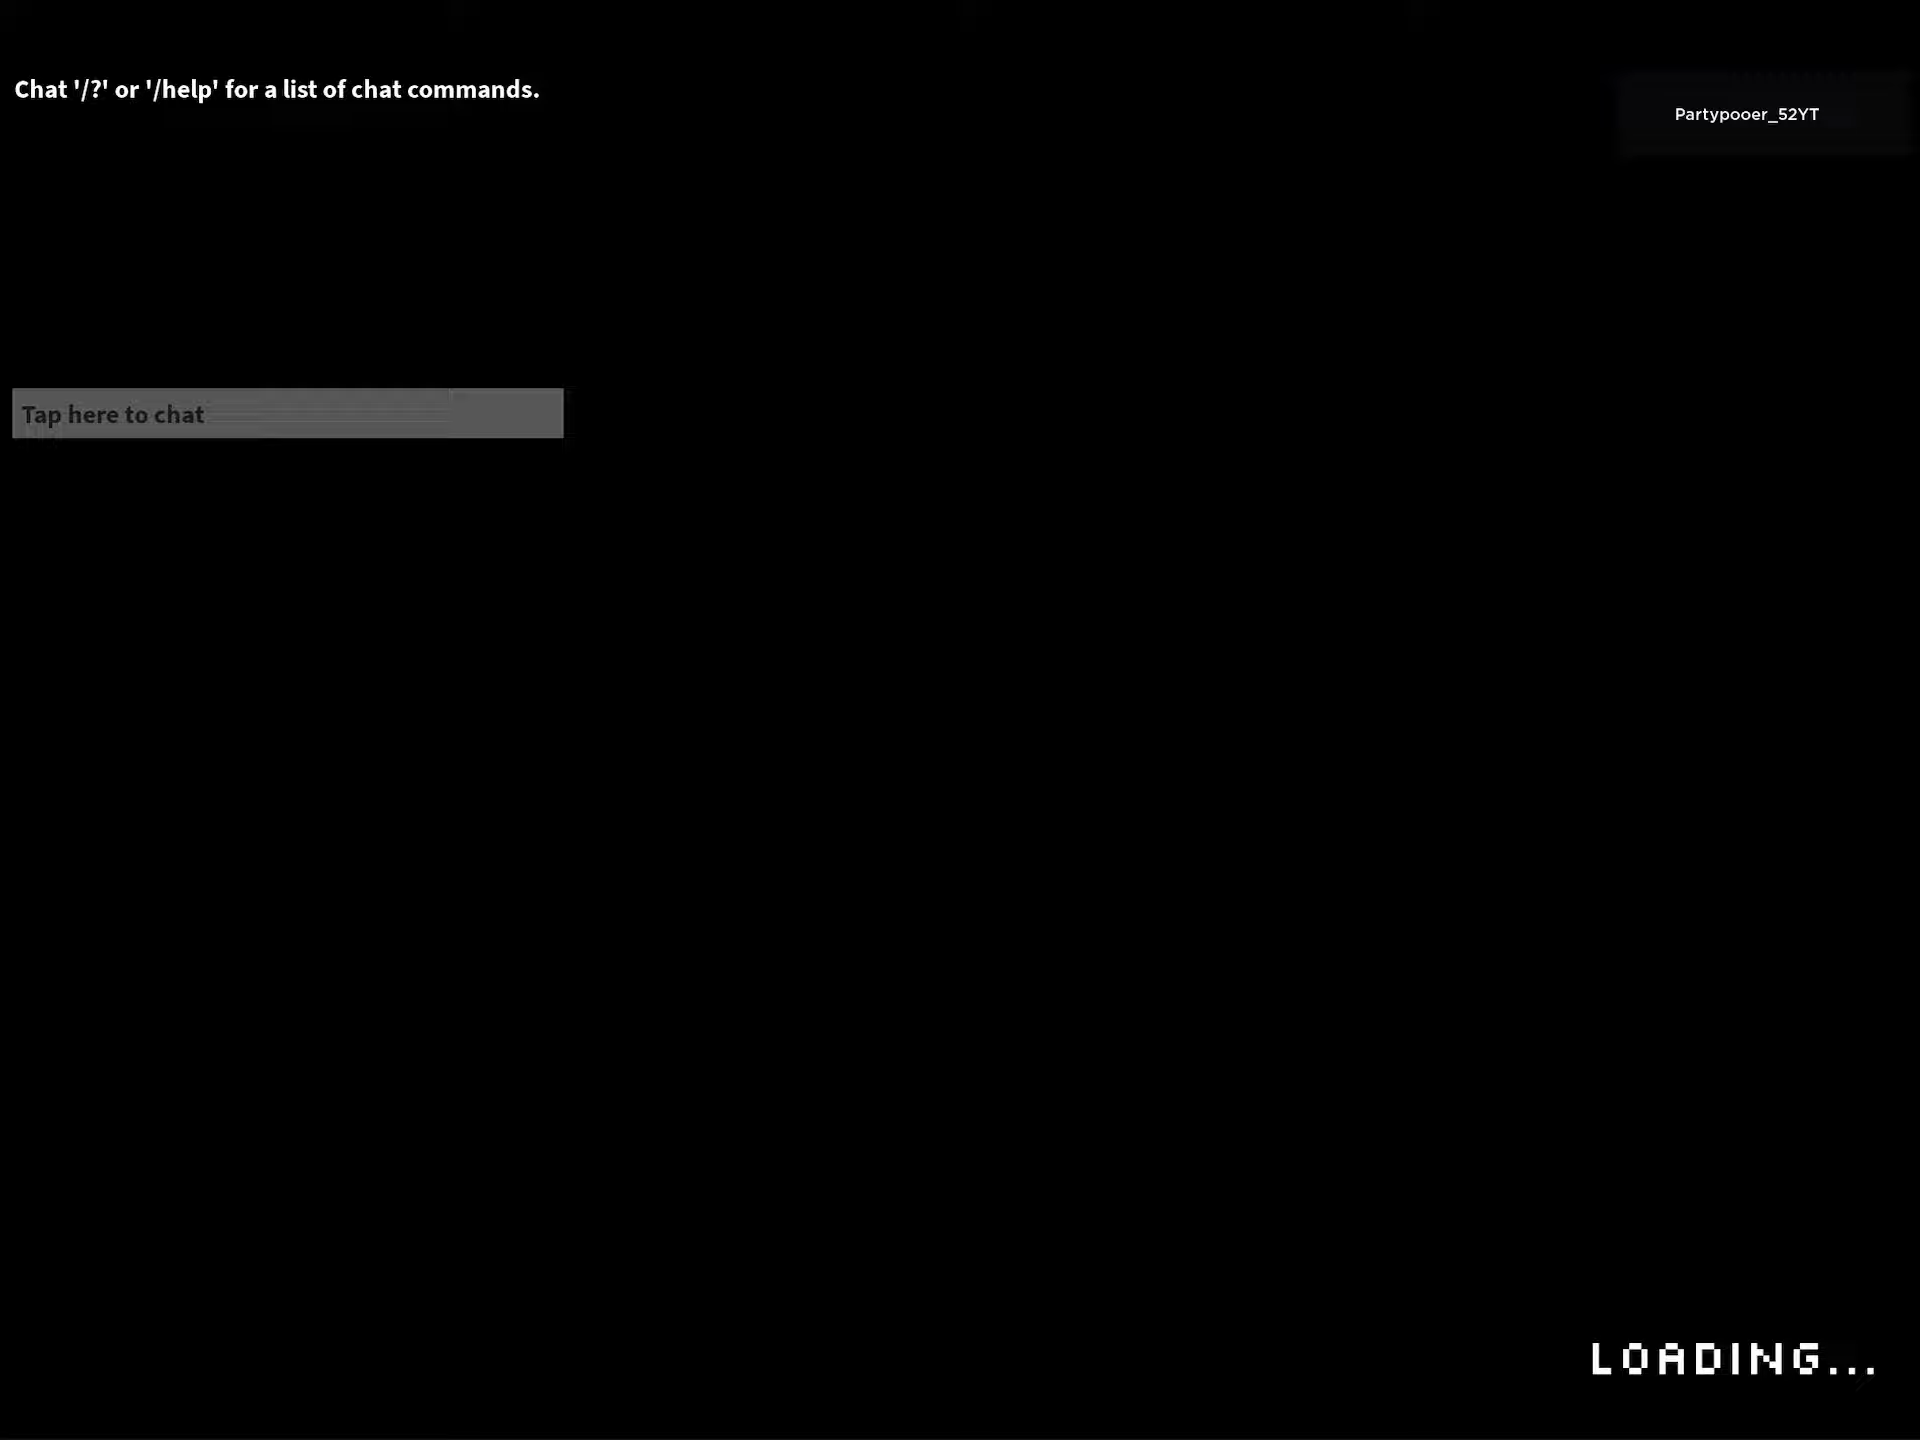 Chat '/?' or '/help' for a list of chat commands.
Partypooer_52YT
Tap here to chat
LOADING...